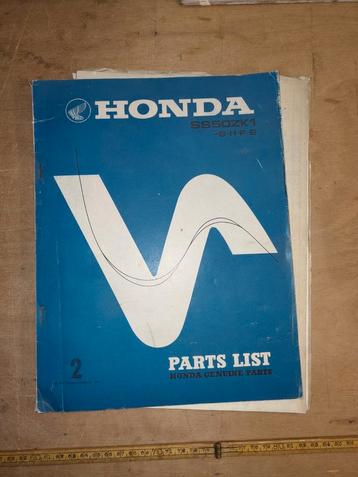 HONDA
SS50ZK1
2
PARTS LIST
HONDA GENUINE PARTS